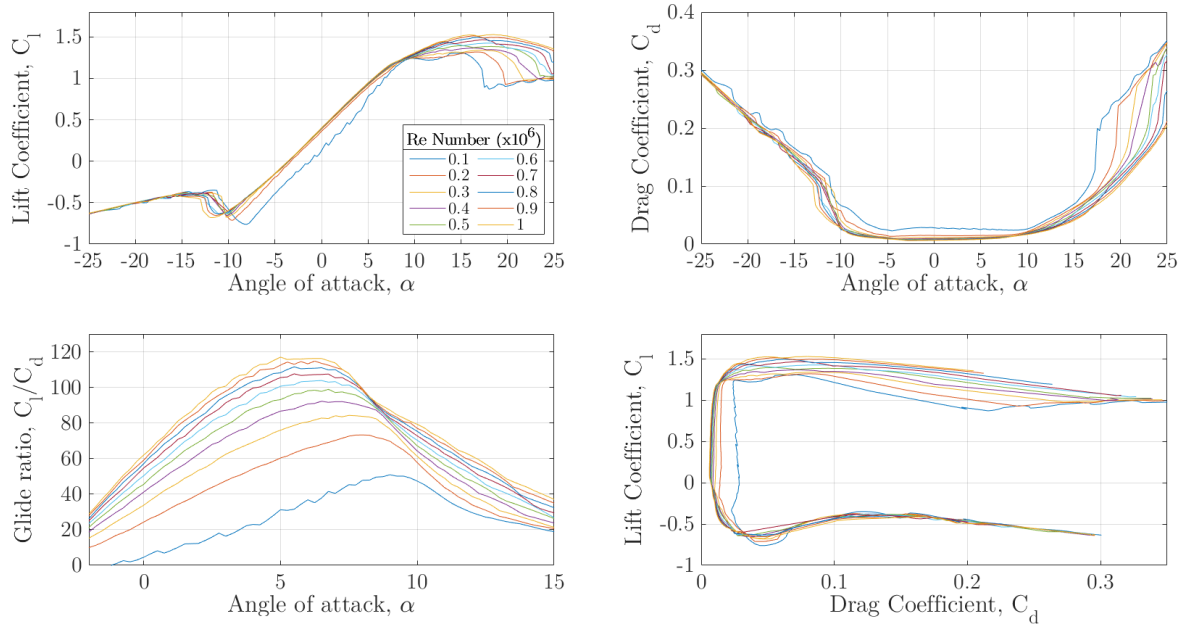 Lift Coefficient, C_l
1.5
1
0.5
0
-0.5
-1
-25 -20 -15 -10 -5 0 5 10 15 20 25
Angle of attack, α
Re Number (x10^6)
0.1 0.6
0.2 0.7
0.3 0.8
0.4 0.9
0.5 1
Drag Coefficient, C_d
0.4
0.3
0.2
0.1
0
-25 -20 -15 -10 -5 0 5 10 15 20 25
Angle of attack, α
Glide ratio, C_l/C_d
120
100
80
60
40
20
0
0 5 10 15
Angle of attack, α
Lift Coefficient, C_l
1.5
1
0.5
0
-0.5
-1
0 0.1 0.2 0.3
Drag Coefficient, C_d